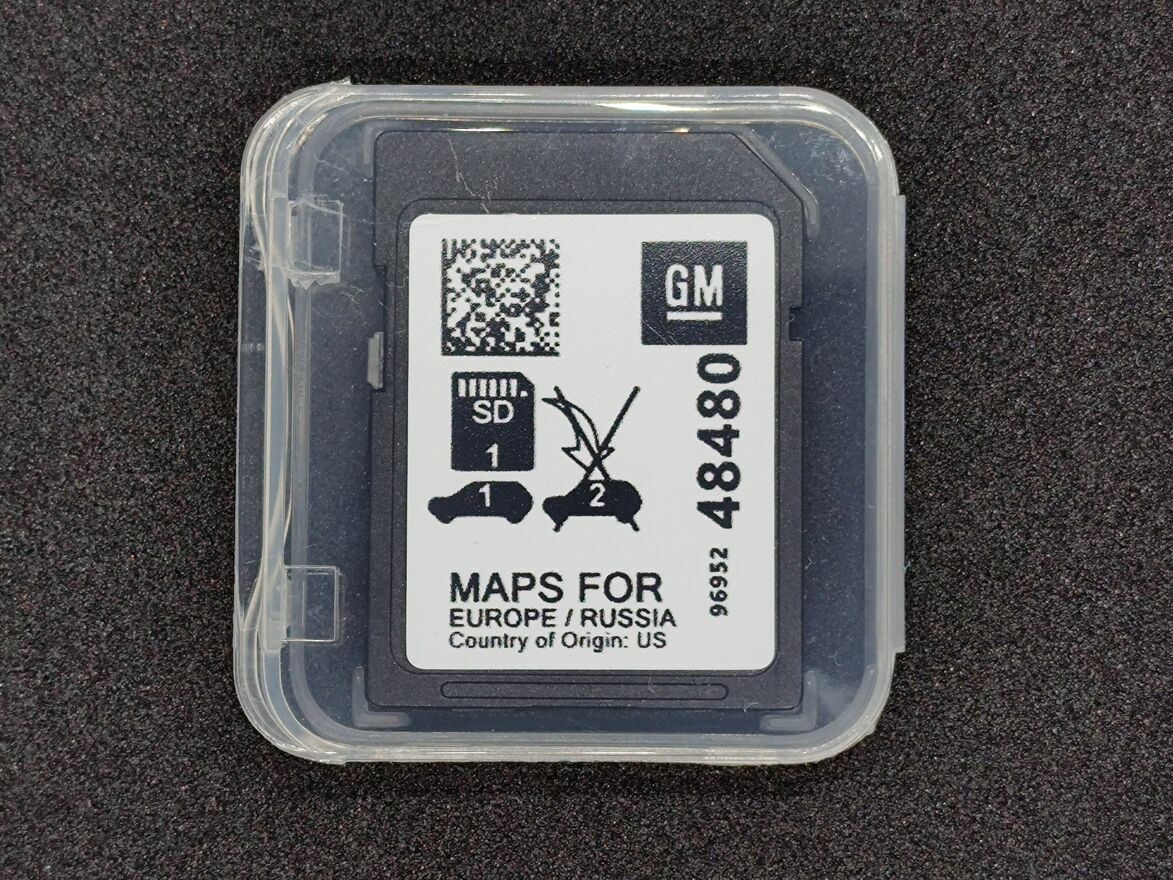 GM
SD
1
1
2
96952 48480
MAPS FOR
EUROPE / RUSSIA
Country of Origin: US